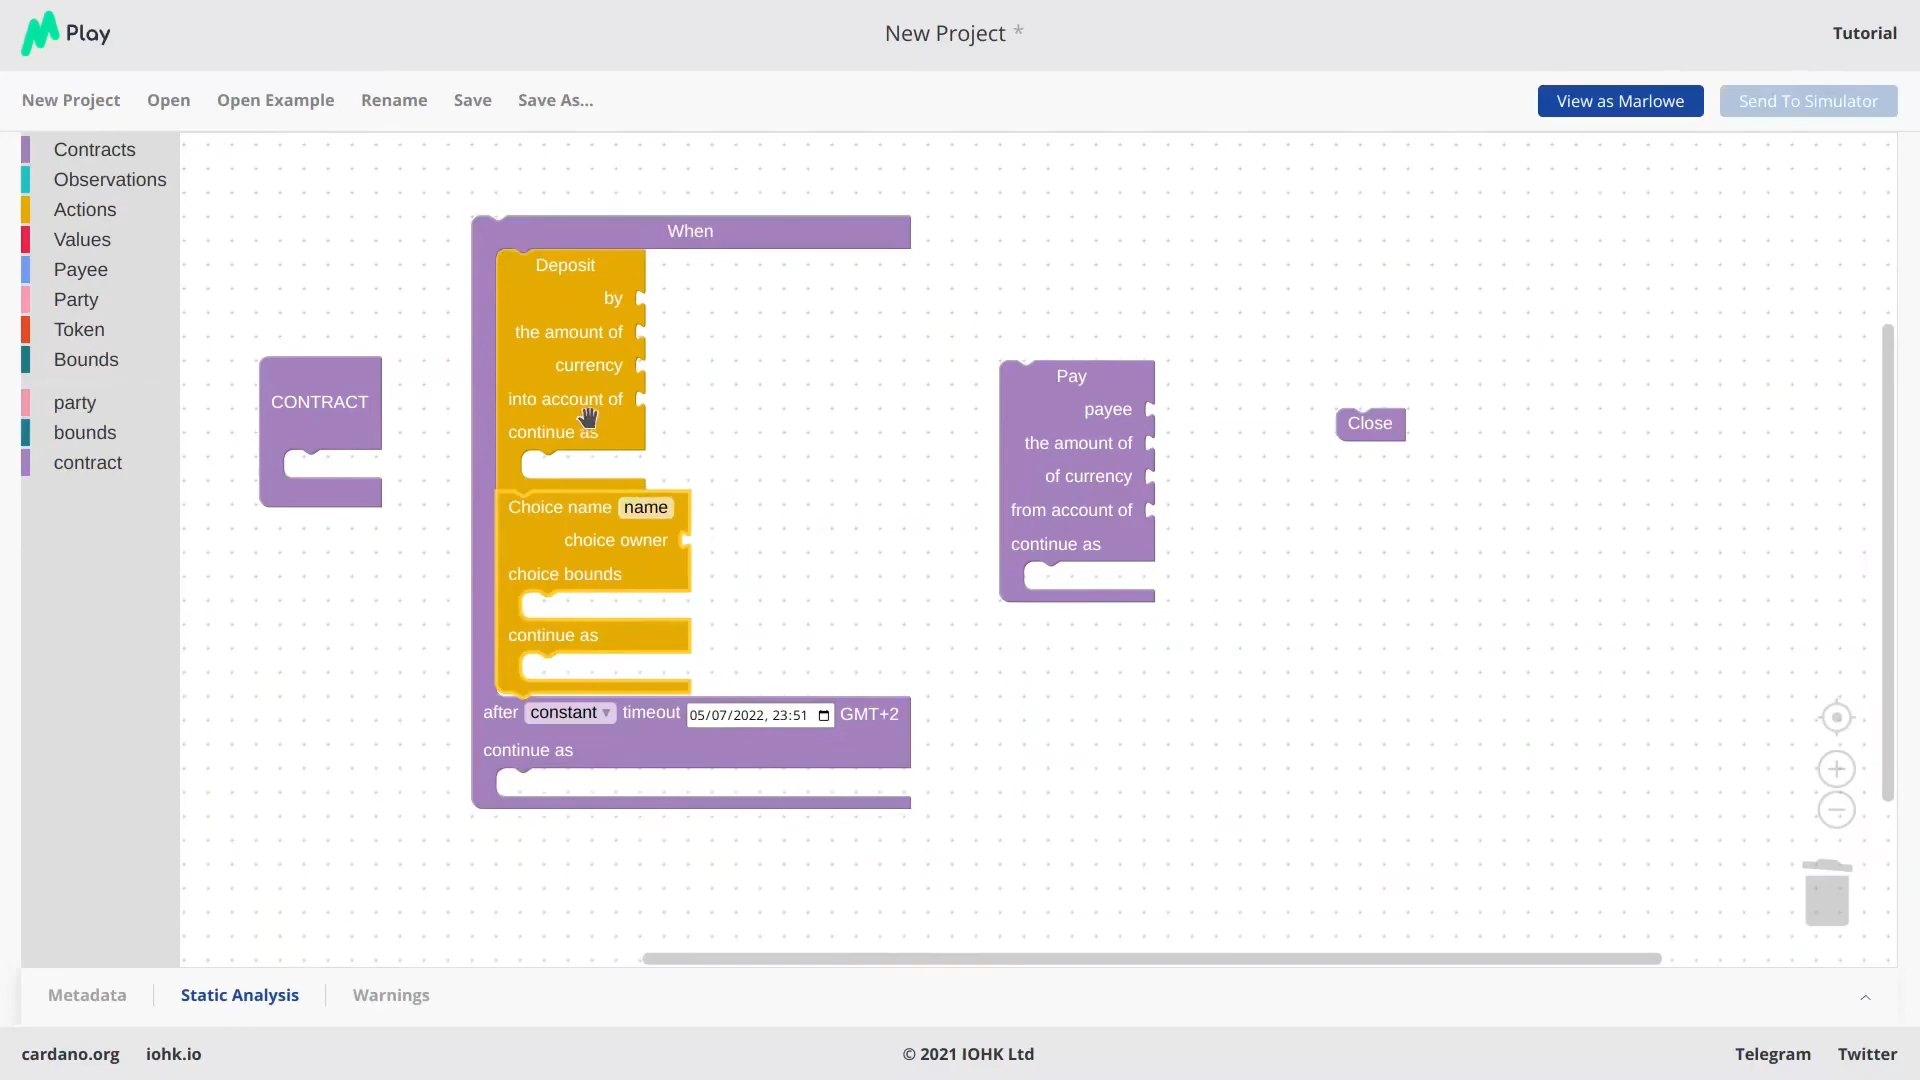 Play
New Project *
Tutorial
New Project
Open
Open Example
Rename
Save
Save As...
View as Marlowe
Send To Simulator
Contracts
Observations
Actions
Values
Payee
Party
Token
Bounds
party
bounds
contract
CONTRACT
When
Deposit
by
the amount of
currency
into account of
continue as
Choice name name
choice owner
choice bounds
continue as
after constant timeout 05/07/2022, 23:51 GMT+2
continue as
Pay
payee
the amount of
of currency
from account of
continue as
Close
Metadata
Static Analysis
Warnings
cardano.org
iohk.io
© 2021 IOHK Ltd
Telegram
Twitter